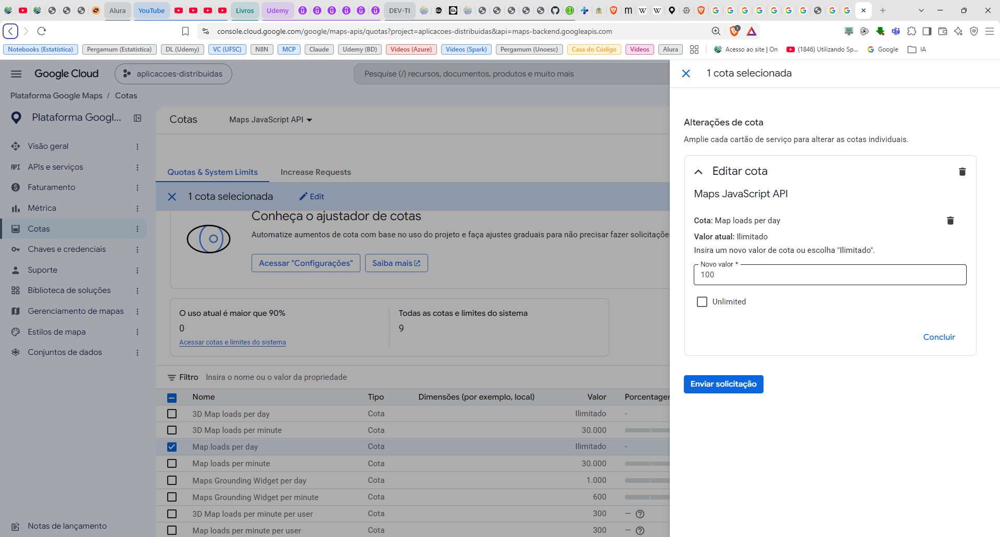 Alura
YouTube
Livros
Udemy
DEV-TI
console.cloud.google.com/google/maps-apis/quotas?project=aplicacoes-distribuidas&api=maps-backend.googleapis.com
1
Notebooks (Estatística)
Pergamum (Estatística)
DL (Udemy)
VC (UFSC)
N8N
MCP
Claude
Udemy (BD)
Vídeos (Azure)
Vídeos (Spark)
Pergamum (Unoesc)
Casa do Código
Vídeos
Alura
Acesso ao site | On
(1846) Utilizando Sp...
Google
IA
Google Cloud
aplicacoes-distribuidas
Pesquise (/) recursos, documentos, produtos e muito mais
Plataforma Google Maps / Cotas
Plataforma Googl...
Visão geral
API APIs e serviços
Faturamento
Métrica
Cotas
Chaves e credenciais
Suporte
Biblioteca de soluções
Gerenciamento de mapas
Estilos de mapa
Conjuntos de dados
Notas de lançamento
Cotas
Maps JavaScript API
Quotas & System Limits
Increase Requests
1 cota selecionada
Edit
Conheça o ajustador de cotas
Automatize aumentos de cota com base no uso do projeto e faça ajustes graduais para não precisar fazer solicitaçõe
Acessar "Configurações"
Saiba mais
O uso atual é maior que 90%
0
Acessar cotas e limites do sistema
Todas as cotas e limites do sistema
9
Filtro
Insira o nome ou o valor da propriedade
Nome Tipo Dimensões (por exemplo, local) Valor Porcentager
3D Map loads per day Cota Ilimitado -
3D Map loads per minute Cota 30.000
Map loads per day Cota Ilimitado -
Map loads per minute Cota 30.000
Maps Grounding Widget per day Cota 1.000
Maps Grounding Widget per minute Cota 600
3D Map loads per minute per user Cota 300 —
Map loads per minute per user Cota 300 —
1 cota selecionada
Alterações de cota
Amplie cada cartão de serviço para alterar as cotas individuais.
Editar cota
Maps JavaScript API
Cota: Map loads per day
Valor atual: Ilimitado
Insira um novo valor de cota ou escolha "Ilimitado".
Novo valor *
100
Unlimited
Concluir
Enviar solicitação